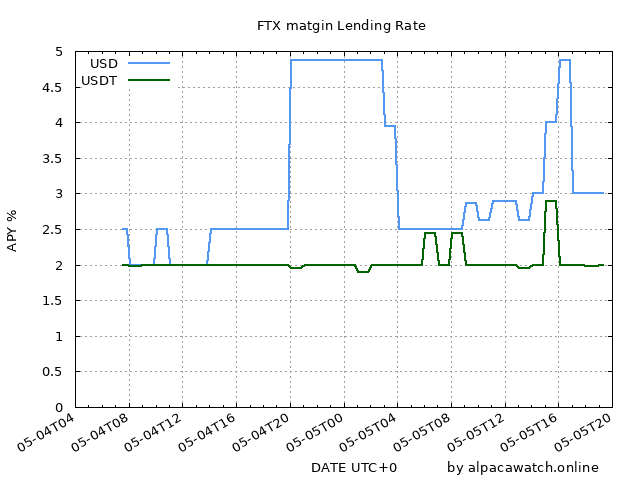 FTX matgin Lending Rate
USD
USDT
5
4.5
4
3.5
3
2.5
2
1.5
1
0.5
0
APY %
05-04T04
05-04T08
05-04T12
05-04T16
05-04T20
05-05T00
05-05T04
05-05T08
05-05T12
05-05T16
05-05T20
DATE UTC+0
by alpacawatch.online